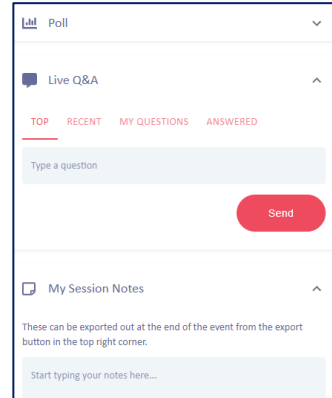 Poll
Live Q&A
TOP RECENT MY QUESTIONS ANSWERED
Type a question
Send
My Session Notes
These can be exported out at the end of the event from the export
button in the top right corner.
Start typing your notes here...